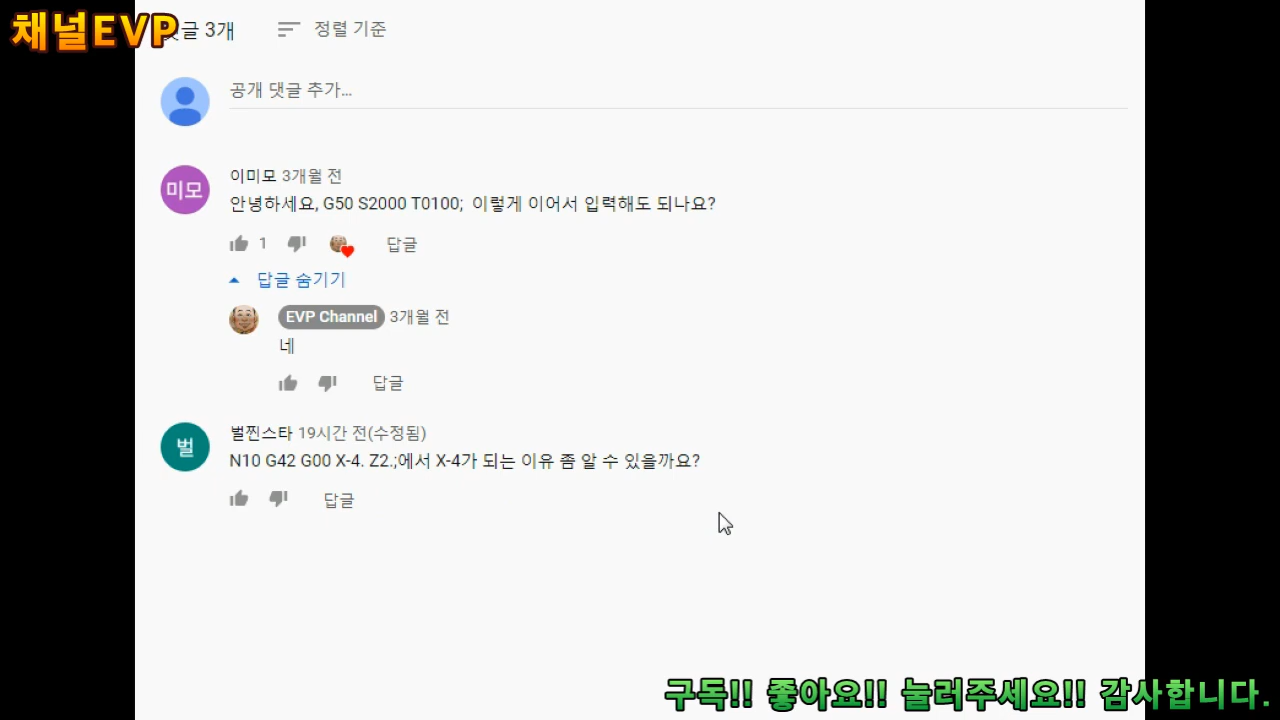 채널EVP
글 3개 정렬 기준
공개 댓글 추가...
미모
이미모 3개월 전
안녕하세요, G50 S2000 T0100; 이렇게 이어서 입력해도 되나요?
1 답글
답글 숨기기
EVP Channel 3개월 전
네
답글
벌
벌찐스타 19시간 전(수정됨)
N10 G42 G00 X-4. Z2.;에서 X-4가 되는 이유 좀 알 수 있을까요?
답글
구독!! 좋아요!! 눌러주세요!! 감사합니다.